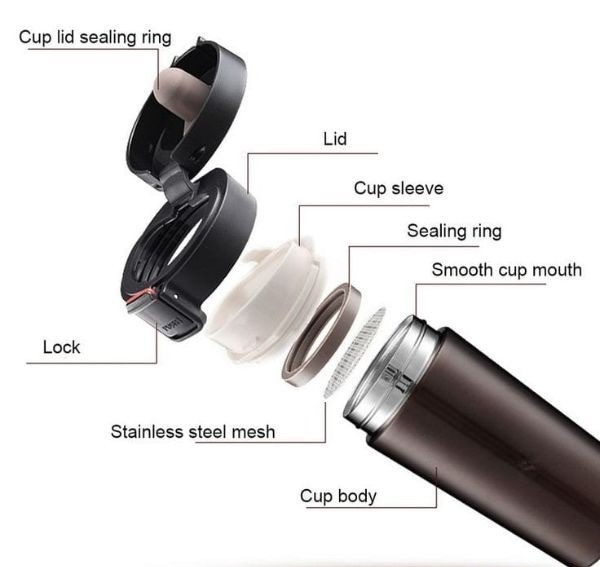 Cup lid sealing ring
Lid
Cup sleeve
Sealing ring
Smooth cup mouth
Lock
Stainless steel mesh
Cup body